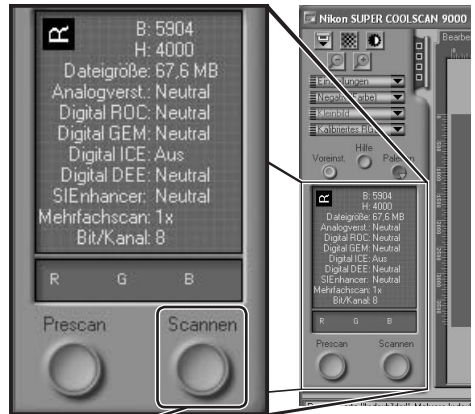 R
B: 5904
H: 4000
Dateigröße: 67,6 MB
Analogverst.: Neutral
Digital ROC: Neutral
Digital GEM: Neutral
Digital ICE: Aus
Digital DEE: Neutral
SIEnhancer: Neutral
Mehrfachscan: 1x
Bit/Kanal: 8
R G B
Prescan Scannen
Nikon SUPER COOLSCAN 9000
Bearbei
Einstellungen
Kleinbild
Hilfe
Voreinst.
R
B: 5904
H: 4000
Dateigröße: 67,6 MB
Analogverst.: Neutral
Digital ROC: Neutral
Digital GEM: Neutral
Digital ICE: Aus
Digital DEE: Neutral
SIEnhancer: Neutral
Mehrfachscan: 1x
Bit/Kanal: 8
R G B
Prescan Scannen